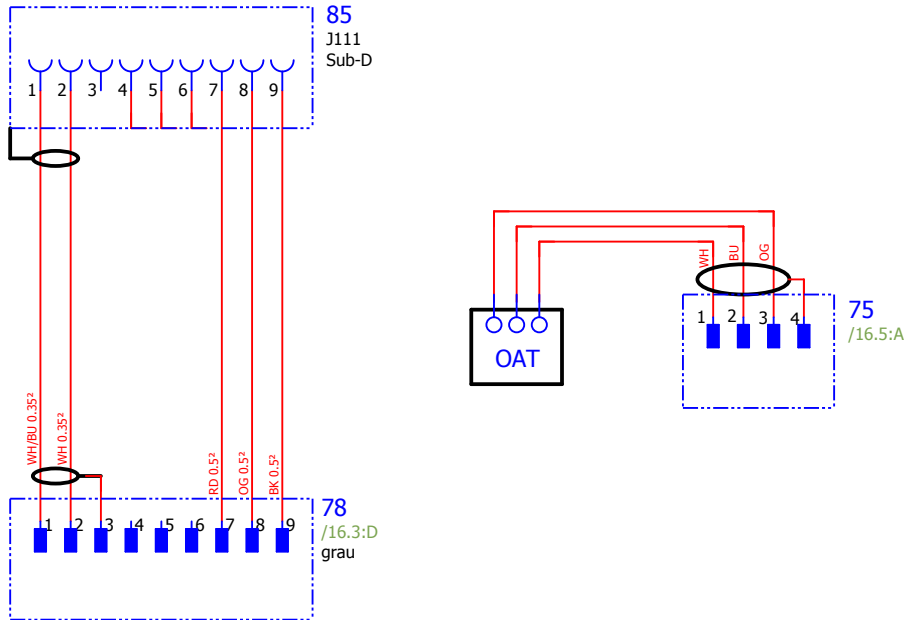 85
J111
Sub-D
1 2 3 4 5 6 7 8 9
WH/BU 0.35²
WH 0.35²
RD 0.5²
OG 0.5²
BK 0.5²
78
/16.3:D
grau
1 2 3 4 5 6 7 8 9
WH
BU
OG
OAT
75
/16.5:A
1 2 3 4